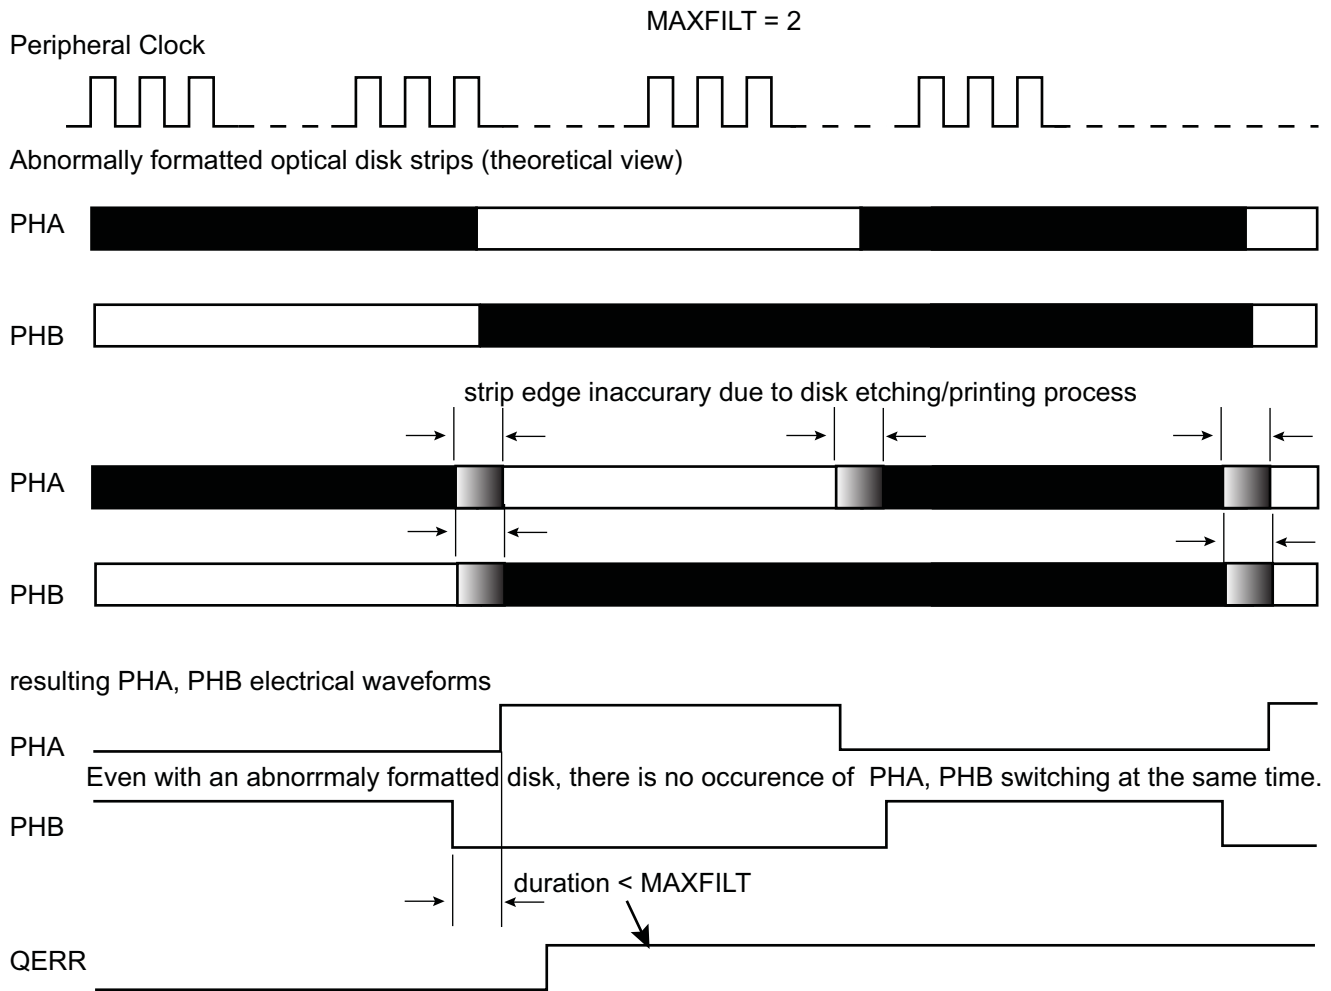 MAXFILT = 2
Peripheral Clock
Abnormally formatted optical disk strips (theoretical view)
PHA
PHB
strip edge inaccurary due to disk etching/printing process
PHA
PHB
resulting PHA, PHB electrical waveforms
PHA
Even with an abnorrmaly formatted disk, there is no occurence of PHA, PHB switching at the same time.
PHB
duration < MAXFILT
QERR